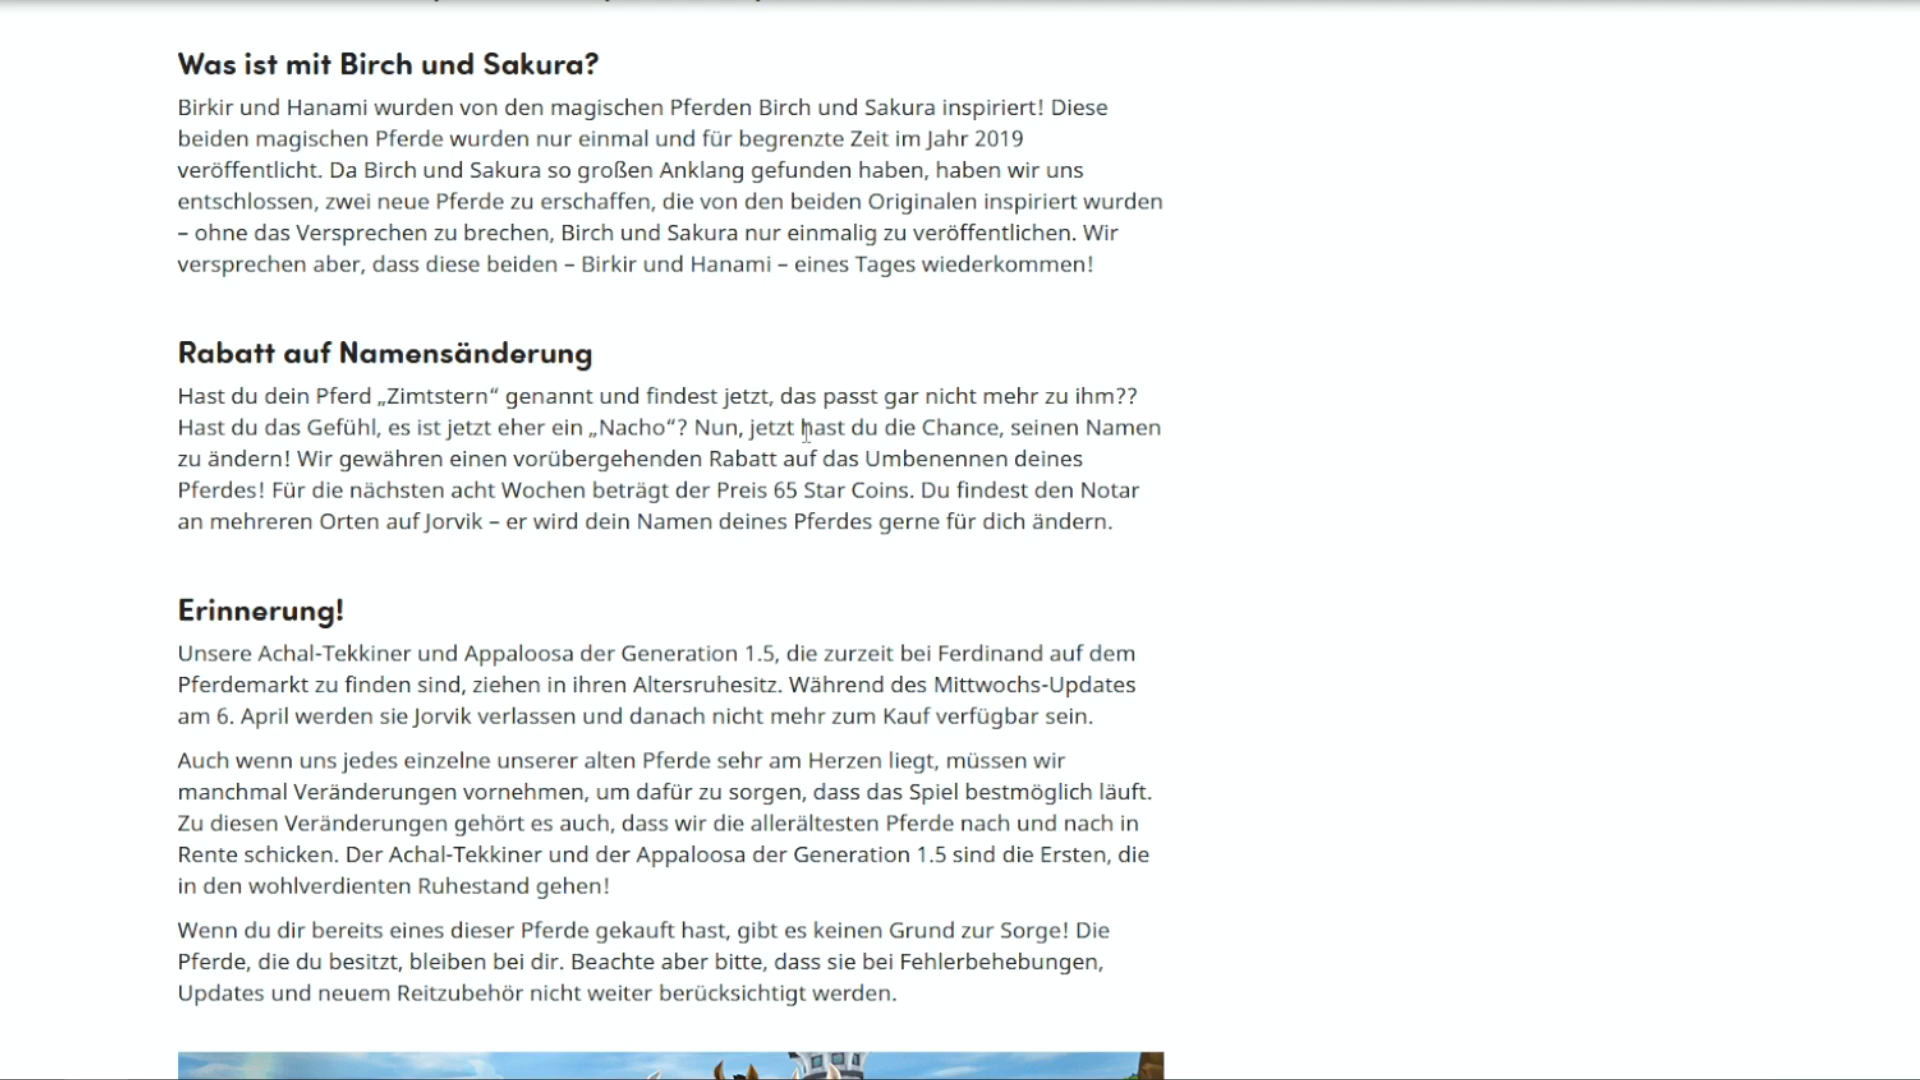 Was ist mit Birch und Sakura?
Birkir und Hanami wurden von den magischen Pferden Birch und Sakura inspiriert! Diese
beiden magischen Pferde wurden nur einmal und für begrenzte Zeit im Jahr 2019
veröffentlicht. Da Birch und Sakura so großen Anklang gefunden haben, haben wir uns
entschlossen, zwei neue Pferde zu erschaffen, die von den beiden Originalen inspiriert wurden
– ohne das Versprechen zu brechen, Birch und Sakura nur einmalig zu veröffentlichen. Wir
versprechen aber, dass diese beiden – Birkir und Hanami – eines Tages wiederkommen!
Rabatt auf Namensänderung
Hast du dein Pferd „Zimtstern“ genannt und findest jetzt, das passt gar nicht mehr zu ihm??
Hast du das Gefühl, es ist jetzt eher ein „Nacho“? Nun, jetzt hast du die Chance, seinen Namen
zu ändern! Wir gewähren einen vorübergehenden Rabatt auf das Umbenennen deines
Pferdes! Für die nächsten acht Wochen beträgt der Preis 65 Star Coins. Du findest den Notar
an mehreren Orten auf Jorvik – er wird dein Namen deines Pferdes gerne für dich ändern.
Erinnerung!
Unsere Achal-Tekkiner und Appaloosa der Generation 1.5, die zurzeit bei Ferdinand auf dem
Pferdemarkt zu finden sind, ziehen in ihren Altersruhesitz. Während des Mittwochs-Updates
am 6. April werden sie Jorvik verlassen und danach nicht mehr zum Kauf verfügbar sein.
Auch wenn uns jedes einzelne unserer alten Pferde sehr am Herzen liegt, müssen wir
manchmal Veränderungen vornehmen, um dafür zu sorgen, dass das Spiel bestmöglich läuft.
Zu diesen Veränderungen gehört es auch, dass wir die allerältesten Pferde nach und nach in
Rente schicken. Der Achal-Tekkiner und der Appaloosa der Generation 1.5 sind die Ersten, die
in den wohlverdienten Ruhestand gehen!
Wenn du dir bereits eines dieser Pferde gekauft hast, gibt es keinen Grund zur Sorge! Die
Pferde, die du besitzt, bleiben bei dir. Beachte aber bitte, dass sie bei Fehlerbehebungen,
Updates und neuem Reitzubehör nicht weiter berücksichtigt werden.